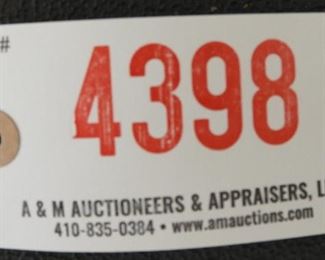 #
4398
A & M AUCTIONEERS & APPRAISERS, L
410-835-0384 • www.amauctions.com